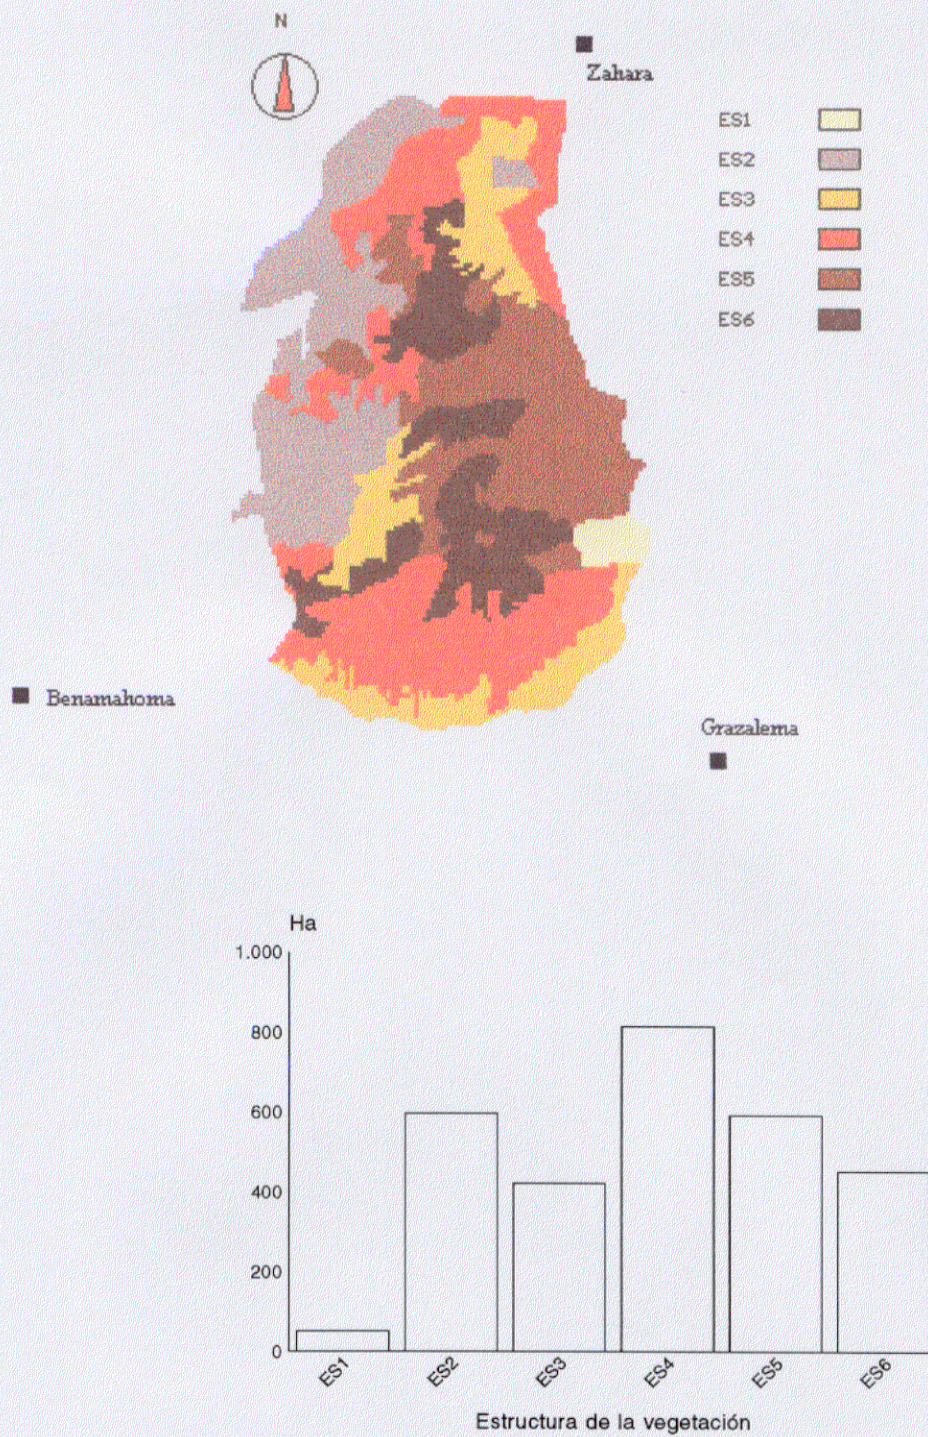 N
Zahara
ES1
ES2
ES3
ES4
ES5
ES6
Benamahoma
Grazalema
Ha
1.000
800
600
400
200
0
ES1
ES2
ES3
ES4
ES5
ES6
Estructura de la vegetación